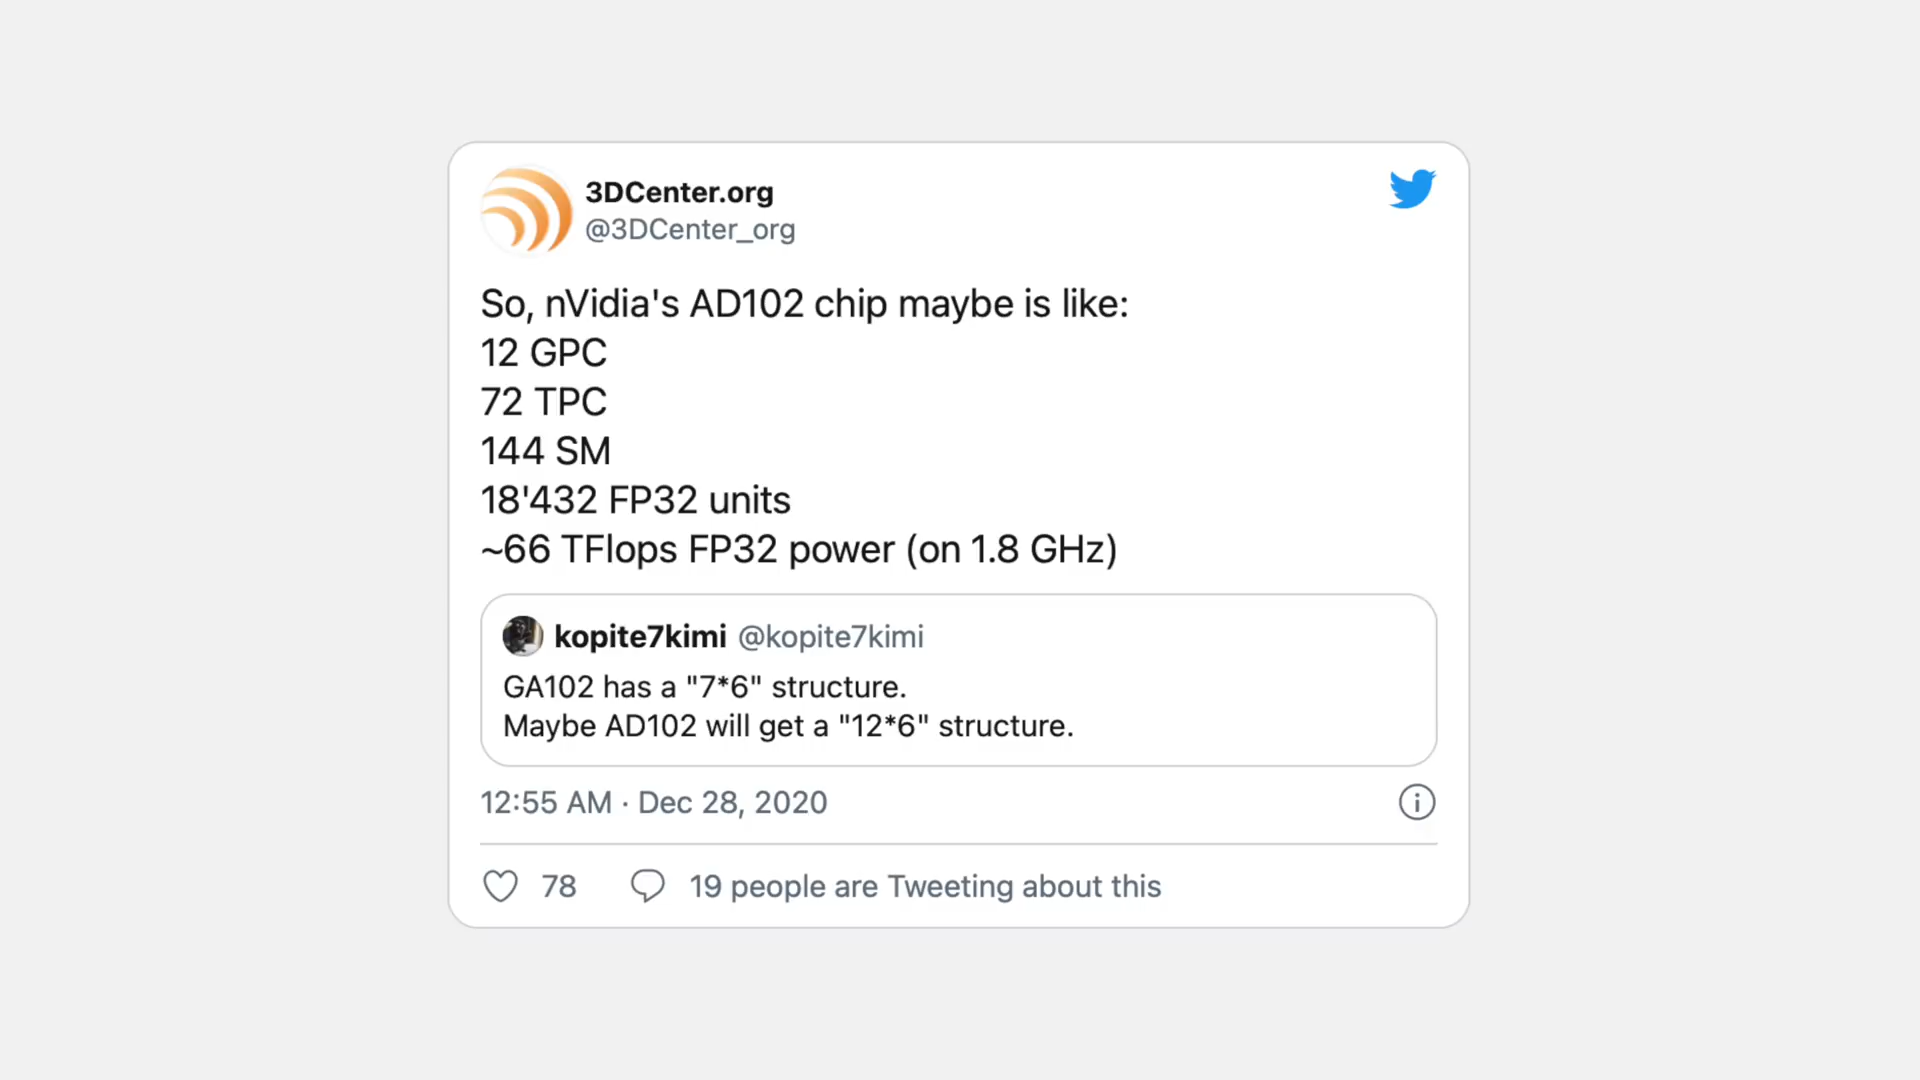 3DCenter.org
@3DCenter_org
So, nVidia's AD102 chip maybe is like:
12 GPC
72 TPC
144 SM
18'432 FP32 units
~66 TFlops FP32 power (on 1.8 GHz)
kopite7kimi @kopite7kimi
GA102 has a "7*6" structure.
Maybe AD102 will get a "12*6" structure.
12:55 AM · Dec 28, 2020
78 19 people are Tweeting about this